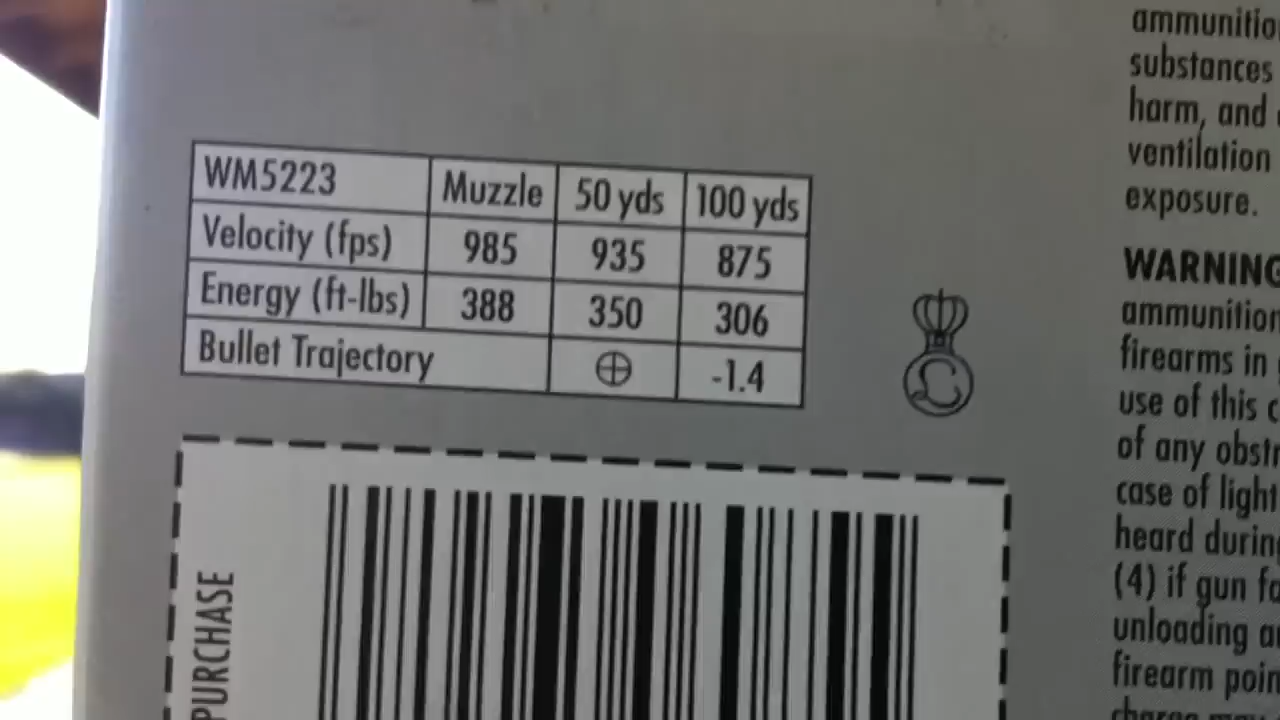 WM5223 Muzzle 50 yds 100 yds
Velocity (fps) 985 935 875
Energy (ft-lbs) 388 350 306
Bullet Trajectory ⊕ -1.4
PURCHASE
ammunitio
substances
harm, and
ventilation
exposure.
WARNING
ammunition
firearms in
use of this c
of any obstr
case of light
heard during
(4) if gun fa
unloading a
firearm poin